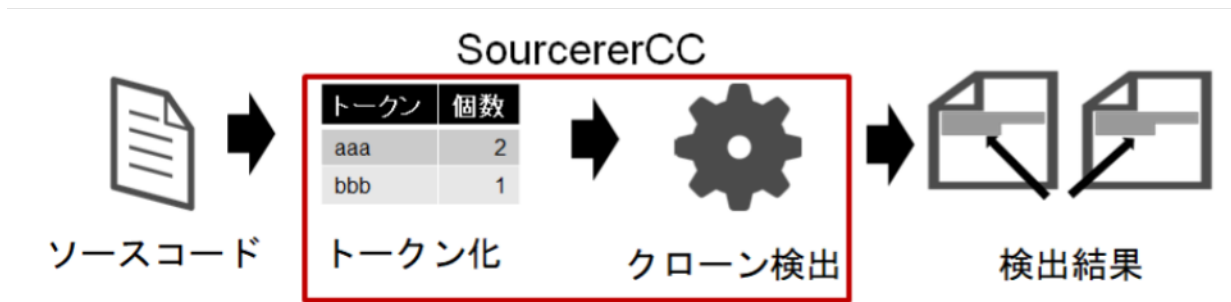 SourcererCC
トークン 個数
aaa 2
bbb 1
ソースコード
トークン化
クローン検出
検出結果